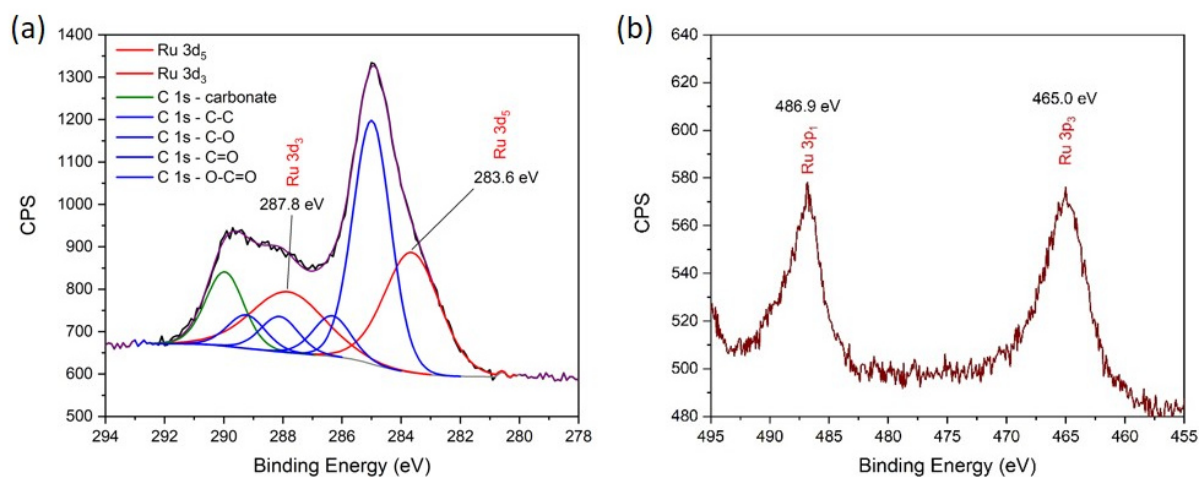 (a)
1400
1300
1200
1100
1000
900
800
700
600
500
CPS
Ru 3d₅
Ru 3d₃
C 1s - carbonate
C 1s - C-C
C 1s - C-O
C 1s - C=O
C 1s - O-C=O
Ru 3d₃
287.8 eV
Ru 3d₅
283.6 eV
294 292 290 288 286 284 282 280 278
Binding Energy (eV)
(b)
640
620
600
580
560
540
520
500
480
CPS
486.9 eV
Ru 3p₁
465.0 eV
Ru 3p₃
495 490 485 480 475 470 465 460 455
Binding Energy (eV)